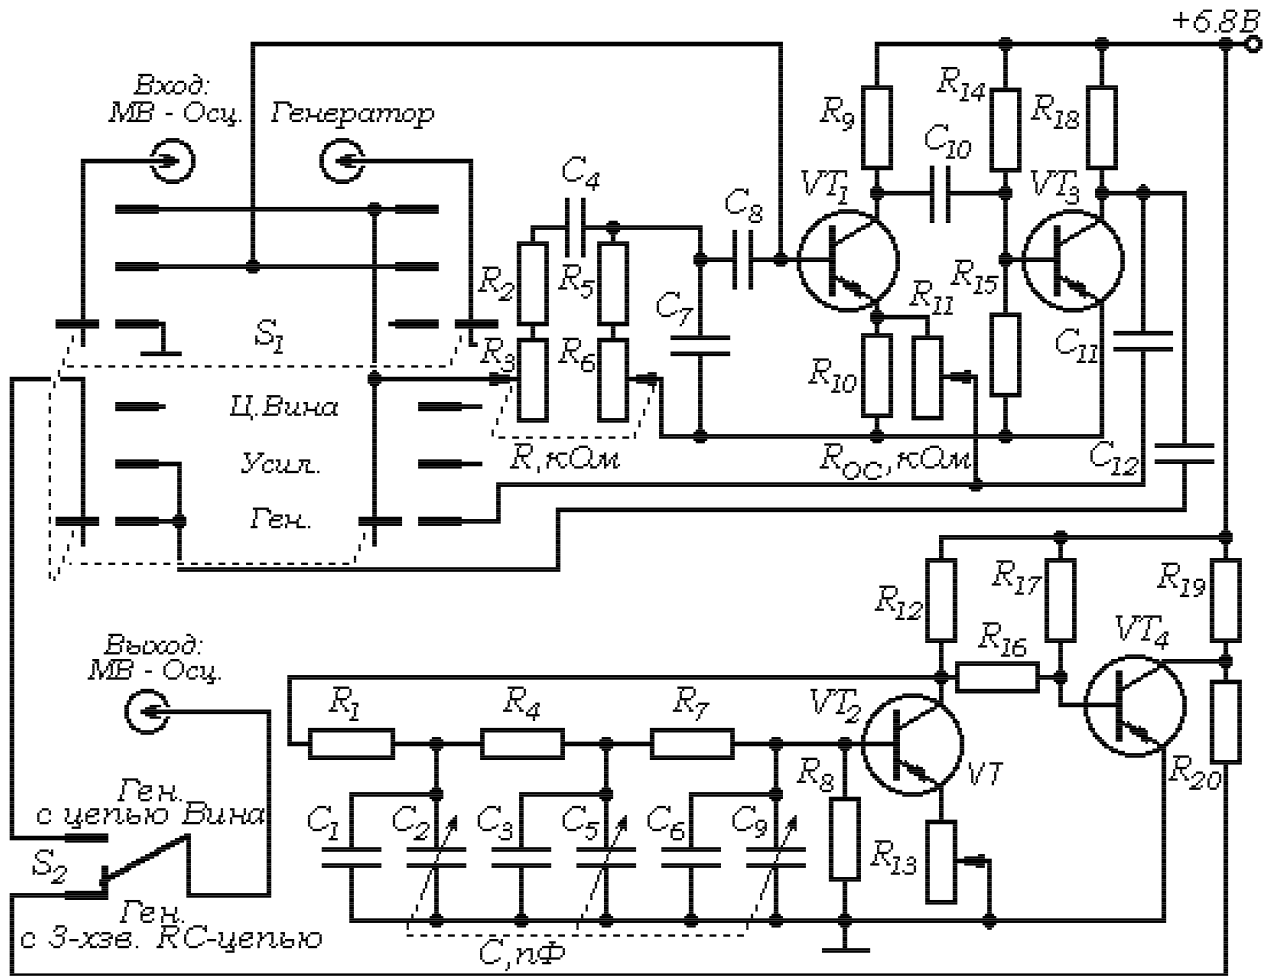 +6.8В
Вход:
МВ - Осц.
Генератор
R9
R14
R18
C10
C4
VT1
VT3
C8
R2
R5
R11
R15
C7
S1
R3
R6
C11
R10
Ц.Вина
R,кОм
Rос,кОм
C12
Усил.
Ген.
R12
R17
R19
R16
VT4
Выход:
МВ - Осц.
R1
R4
R7
VT2
VT
R8
R20
Ген.
с цепью Вина
C1
C2
C3
C5
C6
C9
S2
R13
Ген.
с 3-хзв. RC-цепью
С,пФ